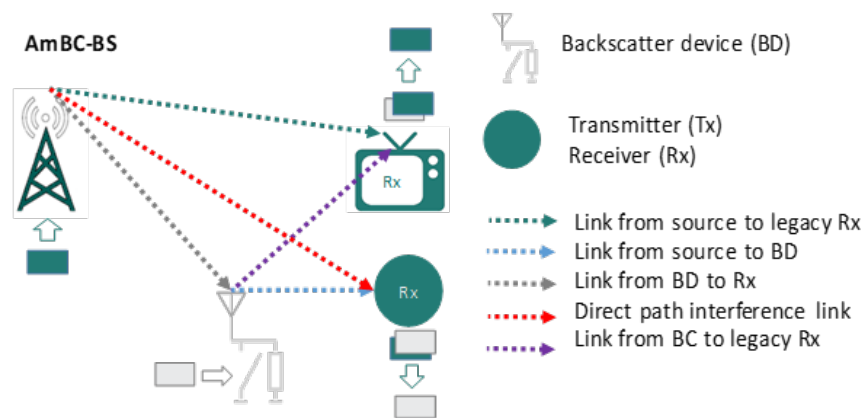 AmBC-BS
Rx
Rx
Backscatter device (BD)
Transmitter (Tx)
Receiver (Rx)
Link from source to legacy Rx
Link from source to BD
Link from BD to Rx
Direct path interference link
Link from BC to legacy Rx